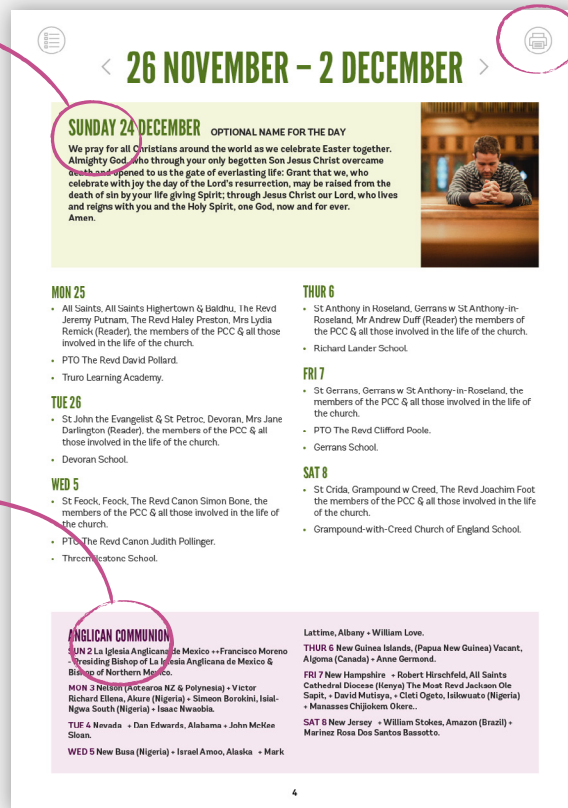 26 NOVEMBER – 2 DECEMBER
SUNDAY 24 DECEMBER OPTIONAL NAME FOR THE DAY
We pray for all Christians around the world as we celebrate Easter together.
Almighty God, who through your only begotten Son Jesus Christ overcame
death and opened to us the gate of everlasting life: Grant that we, who
celebrate with joy the day of the Lord's resurrection, may be raised from the
death of sin by your life giving Spirit; through Jesus Christ our Lord, who lives
and reigns with you and the Holy Spirit, one God, now and for ever.
Amen.
MON 25
• All Saints, All Saints Highertown & Baldhu, The Revd
Jeremy Putnam, The Revd Haley Preston, Mrs Lydia
Remick (Reader), the members of the PCC & all those
involved in the life of the church.
• PTO The Revd David Pollard.
• Truro Learning Academy.
TUE 26
• St John the Evangelist & St Petroc, Devoran, Mrs Jane
Darlington (Reader), the members of the PCC & all
those involved in the life of the church.
• Devoran School.
WED 5
• St Feock, Feock, The Revd Canon Simon Bone, the
members of the PCC & all those involved in the life of
the church.
• PTO The Revd Canon Judith Pollinger.
• Threemilestone School.
THUR 6
• St Anthony in Roseland, Gerrans w St Anthony-in-
Roseland, Mr Andrew Duff (Reader) the members of
the PCC & all those involved in the life of the church.
• Richard Lander School.
FRI 7
• St Gerrans, Gerrans w St Anthony-in-Roseland, the
members of the PCC & all those involved in the life of
the church.
• PTO The Revd Clifford Poole.
• Gerrans School.
SAT 8
• St Crida, Grampound w Creed, The Revd Joachim Foot
the members of the PCC & all those involved in the life
of the church.
• Grampound-with-Creed Church of England School.
ANGLICAN COMMUNION
SUN 2 La Iglesia Anglicana de Mexico ++Francisco Moreno
- Presiding Bishop of La Iglesia Anglicana de Mexico &
Bishop of Northern Mexico.
MON 3 Nelson (Aotearoa NZ & Polynesia) + Victor
Richard Ellena, Akure (Nigeria) + Simeon Borokini, Isial-
Ngwa South (Nigeria) + Isaac Nwaobia.
TUE 4 Nevada + Dan Edwards, Alabama + John McKee
Sloan.
WED 5 New Busa (Nigeria) + Israel Amoo, Alaska + Mark
Lattime, Albany + William Love.
THUR 6 New Guinea Islands, (Papua New Guinea) Vacant,
Algoma (Canada) + Anne Germond.
FRI 7 New Hampshire + Robert Hirschfeld, All Saints
Cathedral Diocese (Kenya) The Most Revd Jackson Ole
Sapit, + David Mutisya, + Cleti Ogeto, Isikwuato (Nigeria)
+ Manasses Chijiokem Okere..
SAT 8 New Jersey + William Stokes, Amazon (Brazil) +
Marinez Rosa Dos Santos Bassotto.
4